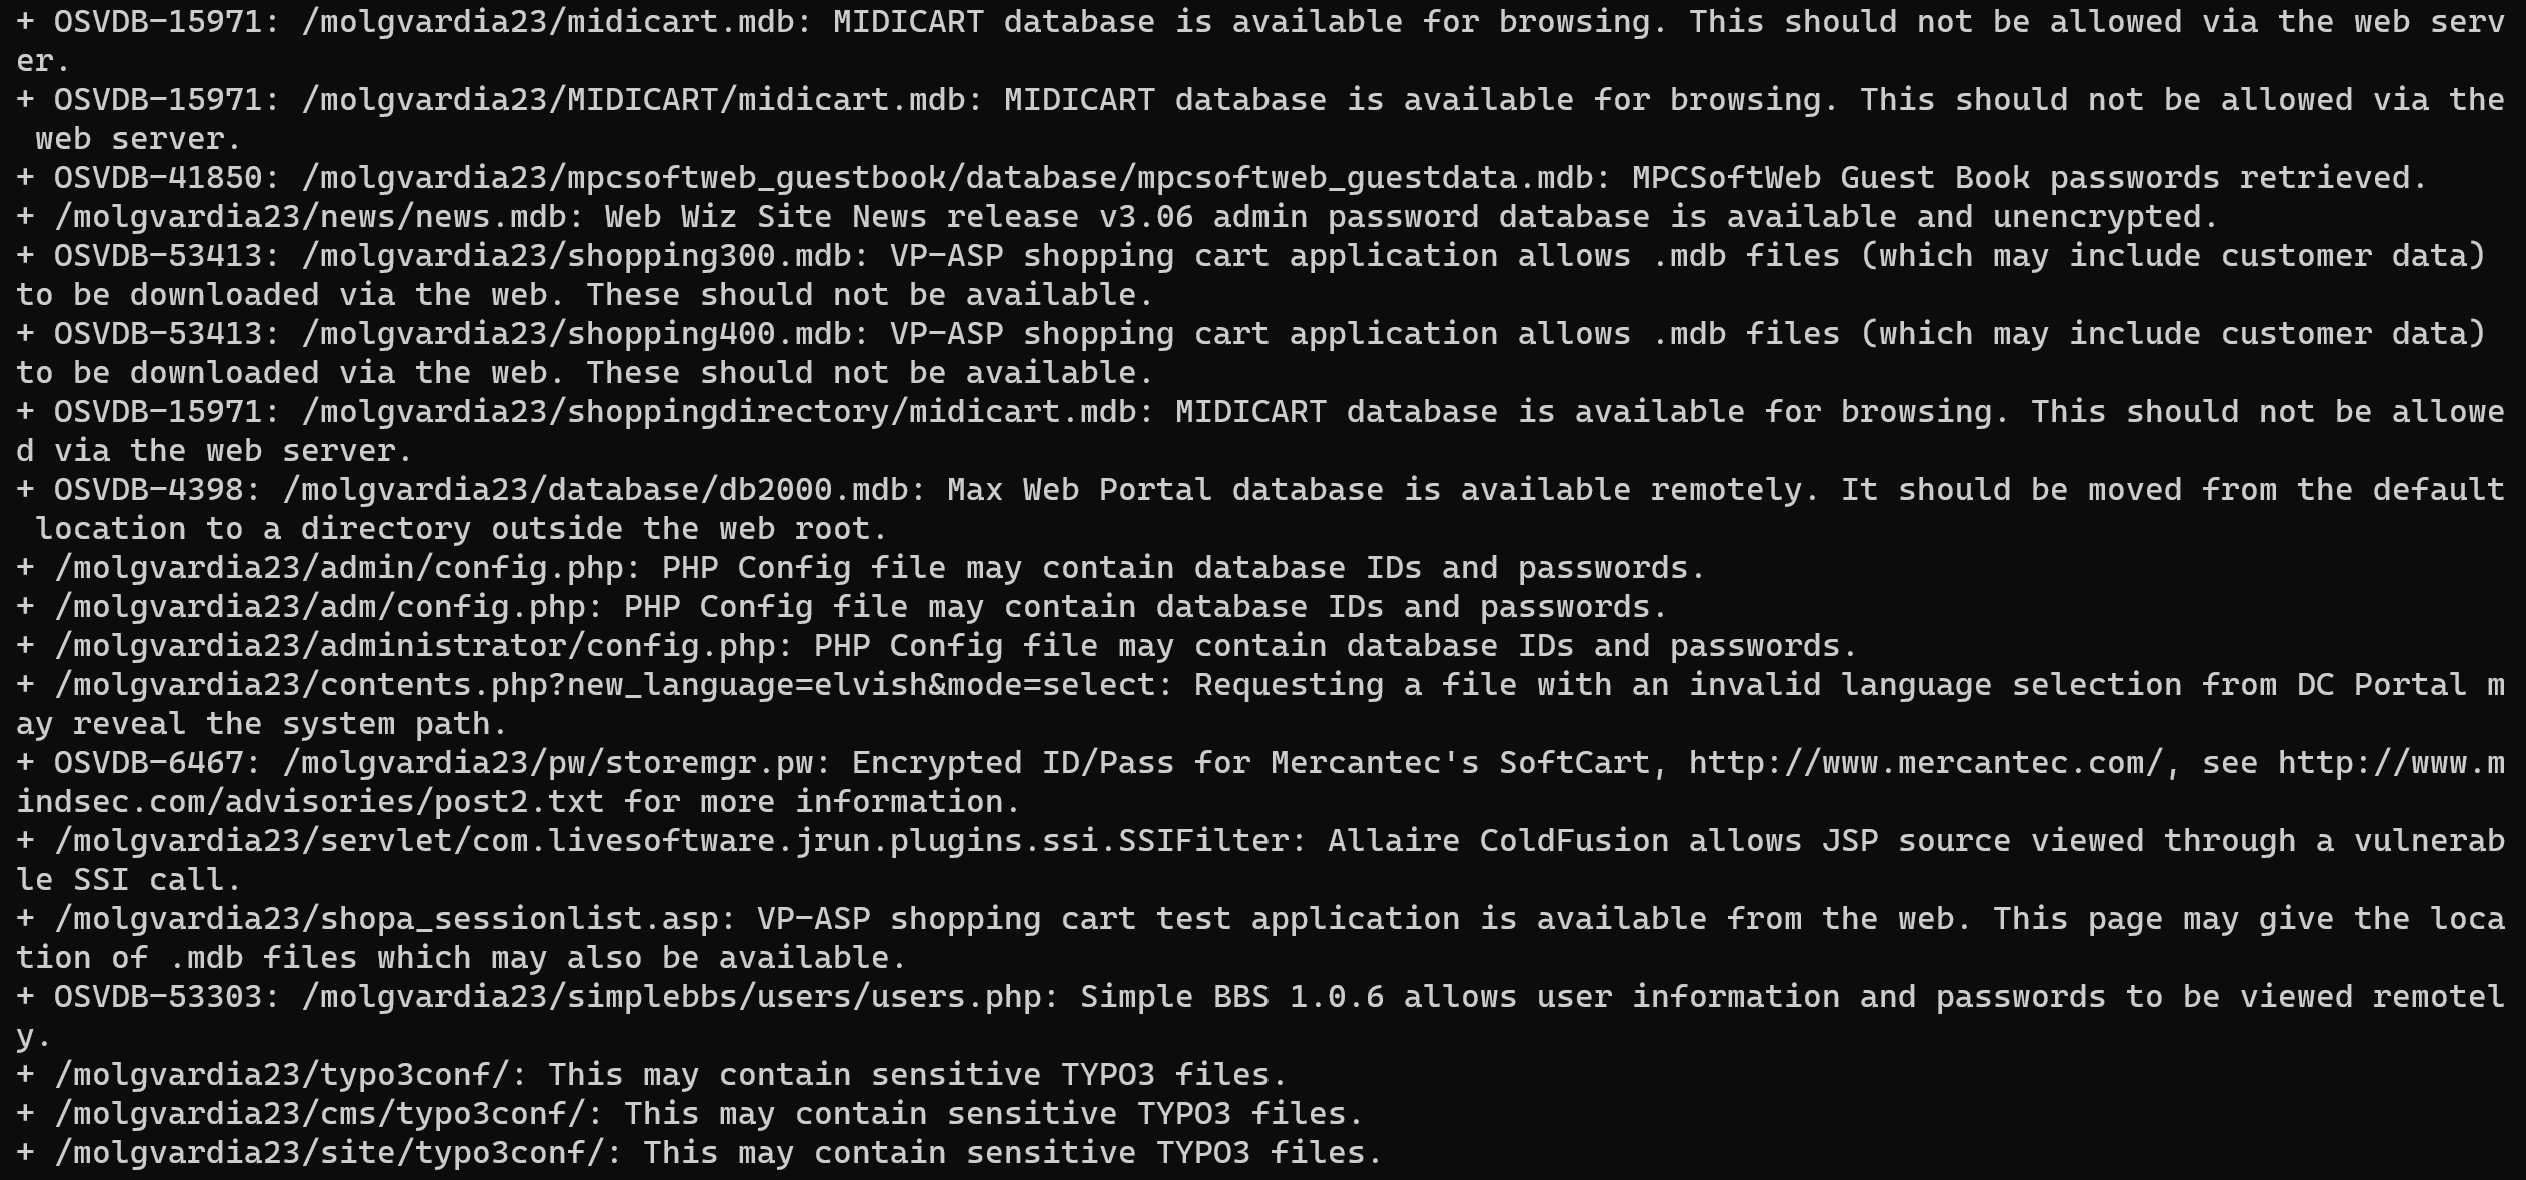 + OSVDB-15971: /molgvardia23/midicart.mdb: MIDICART database is available for browsing. This should not be allowed via the web serv
er.
+ OSVDB-15971: /molgvardia23/MIDICART/midicart.mdb: MIDICART database is available for browsing. This should not be allowed via the
 web server.
+ OSVDB-41850: /molgvardia23/mpcsoftweb_guestbook/database/mpcsoftweb_guestdata.mdb: MPCSoftWeb Guest Book passwords retrieved.
+ /molgvardia23/news/news.mdb: Web Wiz Site News release v3.06 admin password database is available and unencrypted.
+ OSVDB-53413: /molgvardia23/shopping300.mdb: VP-ASP shopping cart application allows .mdb files (which may include customer data)
to be downloaded via the web. These should not be available.
+ OSVDB-53413: /molgvardia23/shopping400.mdb: VP-ASP shopping cart application allows .mdb files (which may include customer data)
to be downloaded via the web. These should not be available.
+ OSVDB-15971: /molgvardia23/shoppingdirectory/midicart.mdb: MIDICART database is available for browsing. This should not be allowe
d via the web server.
+ OSVDB-4398: /molgvardia23/database/db2000.mdb: Max Web Portal database is available remotely. It should be moved from the default
 location to a directory outside the web root.
+ /molgvardia23/admin/config.php: PHP Config file may contain database IDs and passwords.
+ /molgvardia23/adm/config.php: PHP Config file may contain database IDs and passwords.
+ /molgvardia23/administrator/config.php: PHP Config file may contain database IDs and passwords.
+ /molgvardia23/contents.php?new_language=elvish&mode=select: Requesting a file with an invalid language selection from DC Portal m
ay reveal the system path.
+ OSVDB-6467: /molgvardia23/pw/storemgr.pw: Encrypted ID/Pass for Mercantec's SoftCart, http://www.mercantec.com/, see http://www.m
indsec.com/advisories/post2.txt for more information.
+ /molgvardia23/servlet/com.livesoftware.jrun.plugins.ssi.SSIFilter: Allaire ColdFusion allows JSP source viewed through a vulnerab
le SSI call.
+ /molgvardia23/shopa_sessionlist.asp: VP-ASP shopping cart test application is available from the web. This page may give the loca
tion of .mdb files which may also be available.
+ OSVDB-53303: /molgvardia23/simplebbs/users/users.php: Simple BBS 1.0.6 allows user information and passwords to be viewed remotel
y.
+ /molgvardia23/typo3conf/: This may contain sensitive TYPO3 files.
+ /molgvardia23/cms/typo3conf/: This may contain sensitive TYPO3 files.
+ /molgvardia23/site/typo3conf/: This may contain sensitive TYPO3 files.